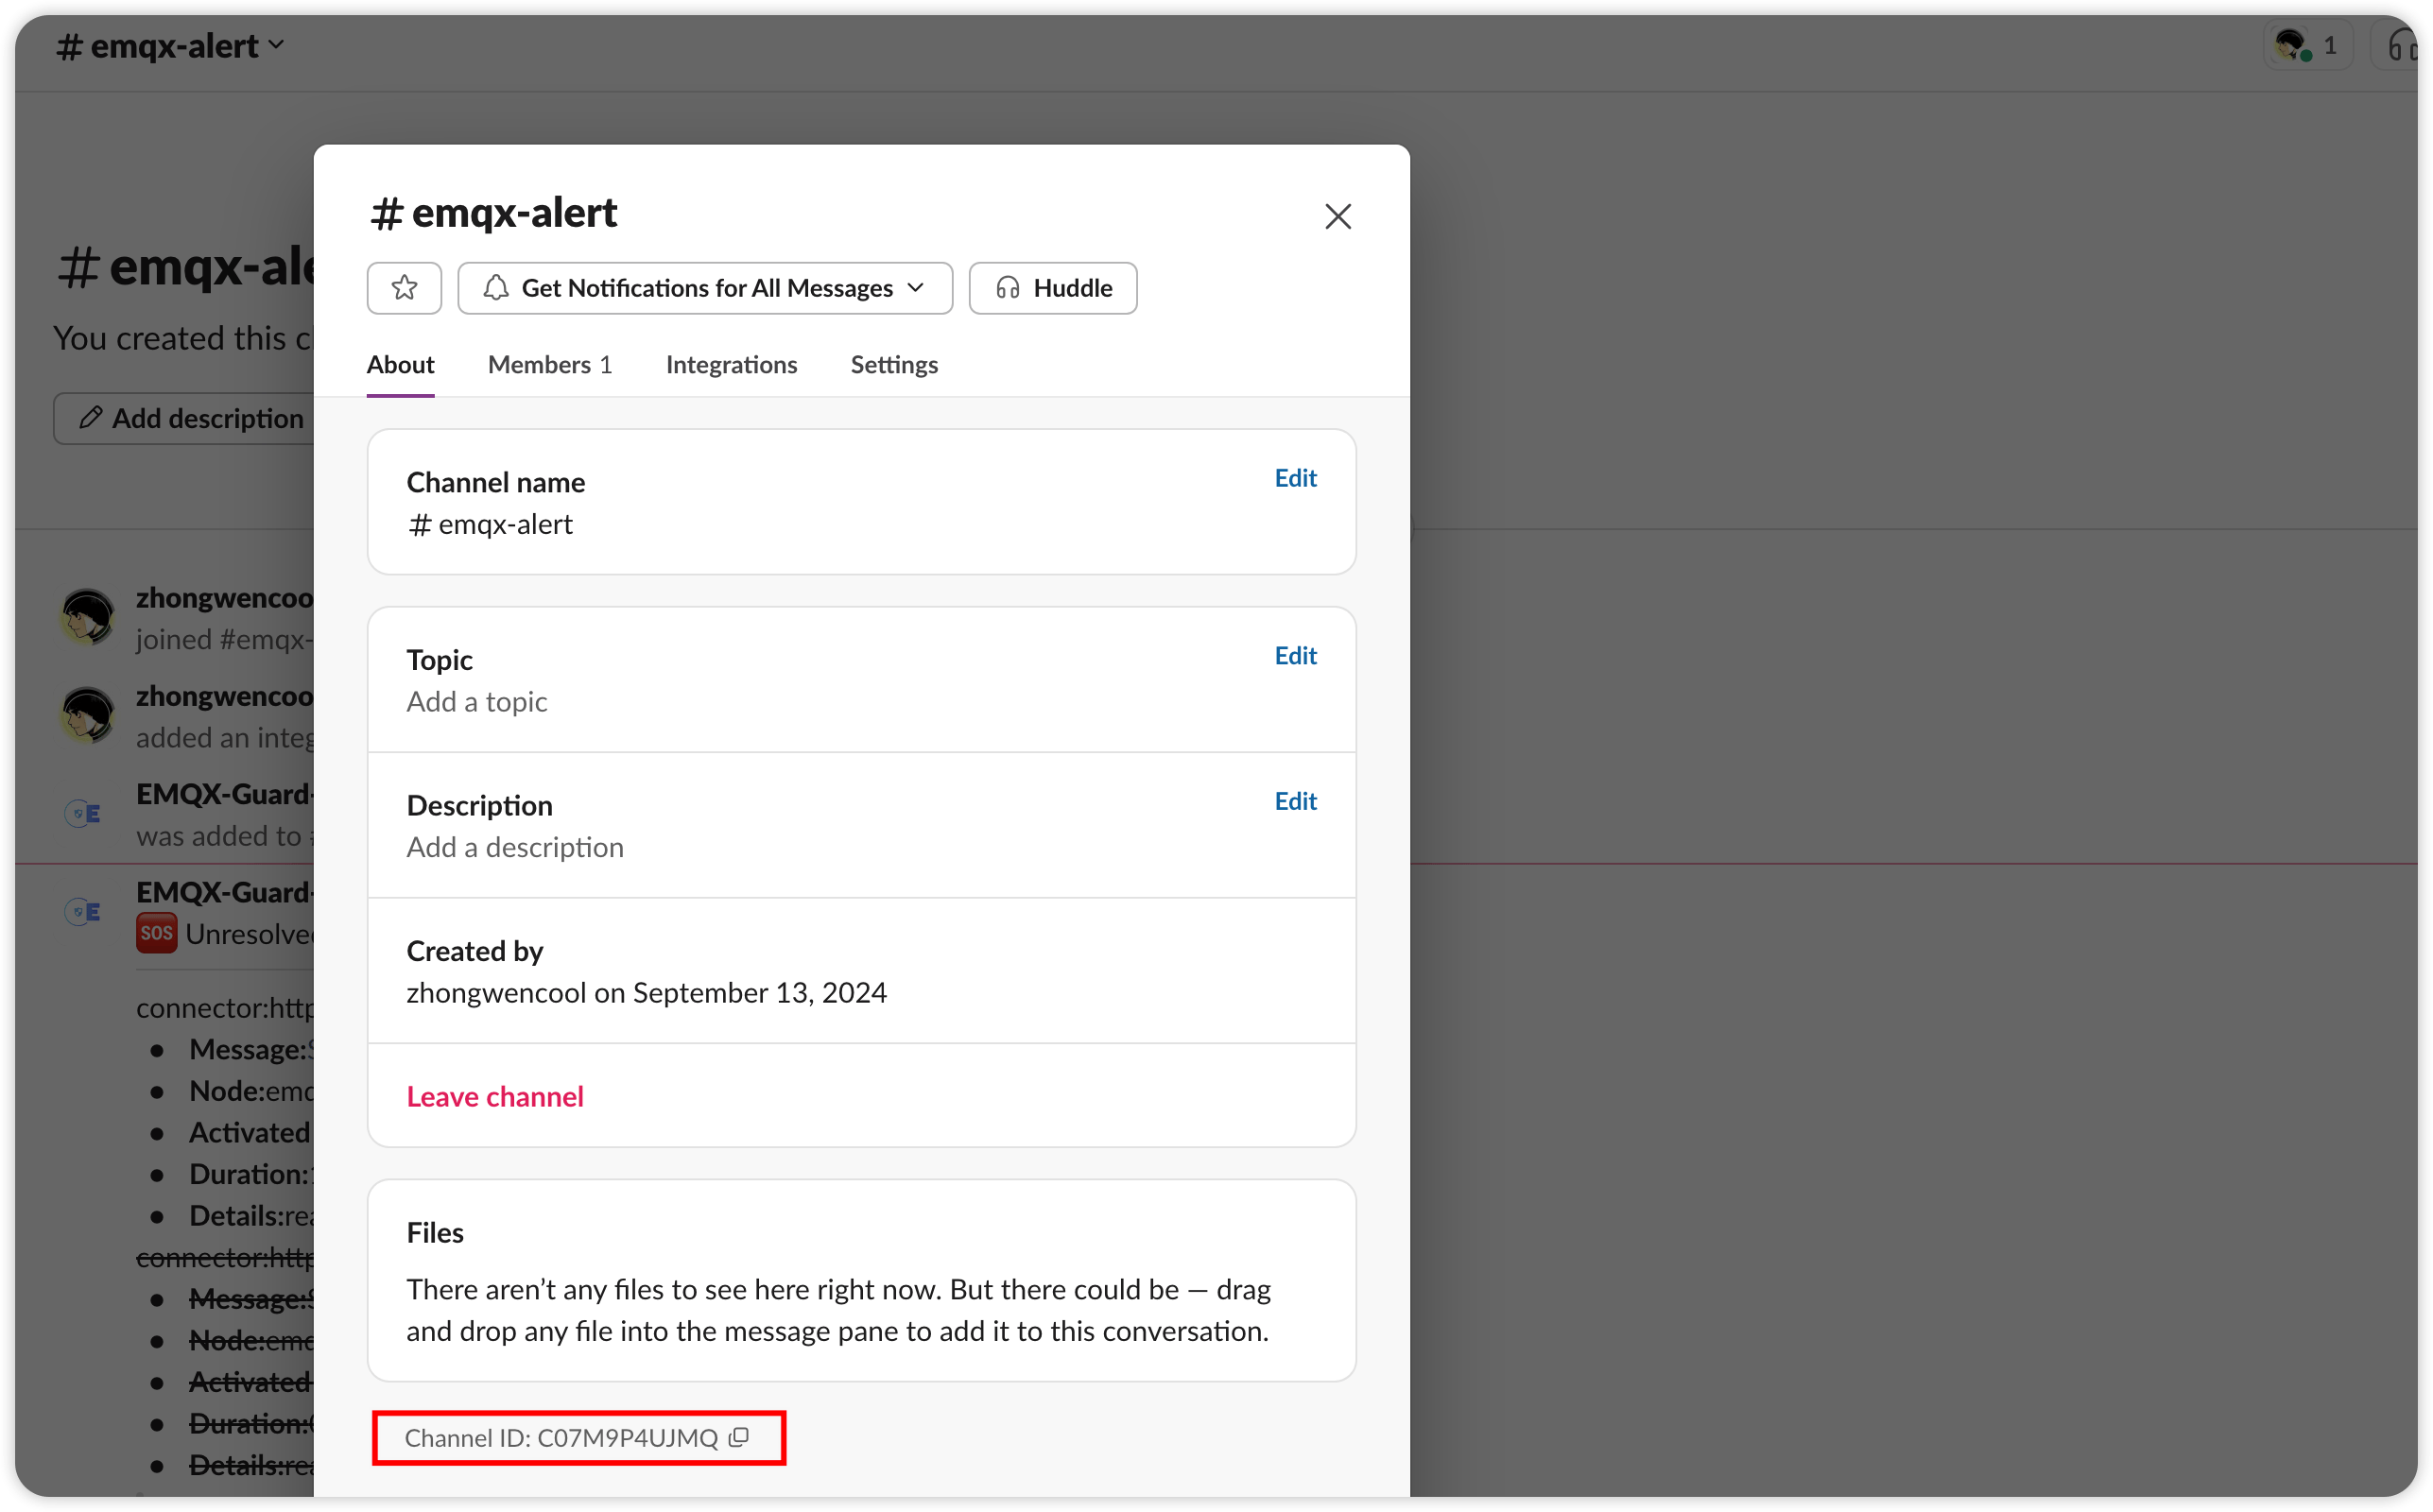 # emqx-alert
1
# emqx-ale
You created this c
Add description
zhongwencoo
joined #emqx-
zhongwencoo
added an integ
EMQX-Guard-
was added to
EMQX-Guard-
SOS Unresolve
connector:http
Message:
Node:emq
Activated
Duration:
Details:rea
connector:http
Message:
Node:emq
Activated
Duration:
Details:rea
# emqx-alert
Get Notifications for All Messages
Huddle
About Members 1 Integrations Settings
Channel name Edit
# emqx-alert
Topic Edit
Add a topic
Description Edit
Add a description
Created by
zhongwencool on September 13, 2024
Leave channel
Files
There aren’t any files to see here right now. But there could be — drag
and drop any file into the message pane to add it to this conversation.
Channel ID: C07M9P4UJMQ